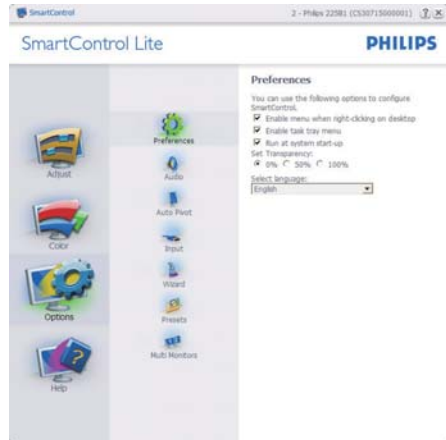 SmartControl
2 - Philips 225B1 (CS30715000001)
SmartControl Lite
PHILIPS
Adjust
Color
Options
Help
Preferences
Audio
Auto Pivot
Input
Wizard
Presets
Multi Monitors
Preferences
You can use the following options to configure
SmartControl.
Enable menu when right-clicking on desktop
Enable task tray menu
Run at system start-up
Set Transparency:
0% 50% 100%
Select language:
English